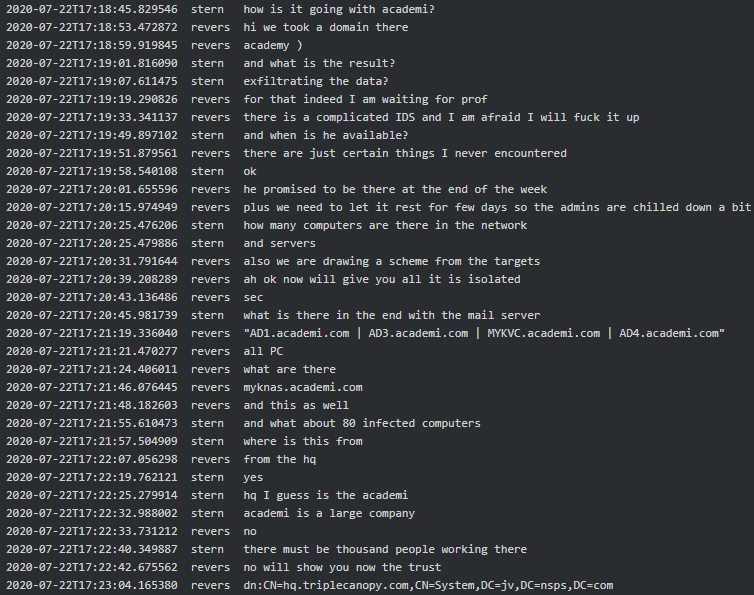 2020-07-22T17:18:45.829546 stern how is it going with academi?
2020-07-22T17:18:53.472872 revers hi we took a domain there
2020-07-22T17:18:59.919845 revers academy )
2020-07-22T17:19:01.816090 stern and what is the result?
2020-07-22T17:19:07.611475 stern exfiltrating the data?
2020-07-22T17:19:19.290826 revers for that indeed I am waiting for prof
2020-07-22T17:19:33.341137 revers there is a complicated IDS and I am afraid I will fuck it up
2020-07-22T17:19:49.897102 stern and when is he available?
2020-07-22T17:19:51.879561 revers there are just certain things I never encountered
2020-07-22T17:19:58.540108 stern ok
2020-07-22T17:20:01.655596 revers he promised to be there at the end of the week
2020-07-22T17:20:15.974949 revers plus we need to let it rest for few days so the admins are chilled down a bit
2020-07-22T17:20:25.476206 stern how many computers are there in the network
2020-07-22T17:20:25.479886 stern and servers
2020-07-22T17:20:31.791644 revers also we are drawing a scheme from the targets
2020-07-22T17:20:39.208289 revers ah ok now will give you all it is isolated
2020-07-22T17:20:43.136486 revers sec
2020-07-22T17:20:45.981739 stern what is there in the end with the mail server
2020-07-22T17:21:19.336040 revers "AD1.academi.com | AD3.academi.com | MYKVC.academi.com | AD4.academi.com"
2020-07-22T17:21:21.470277 revers all PC
2020-07-22T17:21:24.406011 revers what are there
2020-07-22T17:21:46.076445 revers myknas.academi.com
2020-07-22T17:21:48.182603 revers and this as well
2020-07-22T17:21:55.610473 stern and what about 80 infected computers
2020-07-22T17:21:57.504909 stern where is this from
2020-07-22T17:22:07.056298 revers from the hq
2020-07-22T17:22:19.762121 stern yes
2020-07-22T17:22:25.279914 stern hq I guess is the academi
2020-07-22T17:22:32.988002 stern academi is a large company
2020-07-22T17:22:33.731212 revers no
2020-07-22T17:22:40.349887 stern there must be thousand people working there
2020-07-22T17:22:42.675562 revers no will show you now the trust
2020-07-22T17:23:04.165380 revers dn:CN=hq.triplecanopy.com,CN=System,DC=jv,DC=nsps,DC=com